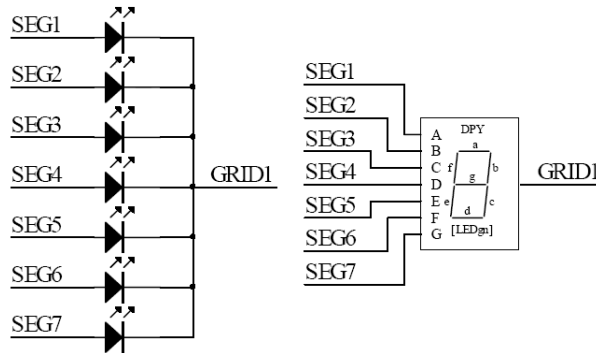 SEG1
SEG2
SEG3
SEG4
SEG5
SEG6
SEG7
GRID1
SEG1
SEG2
SEG3
SEG4
SEG5
SEG6
SEG7
A
B
C
D
E
F
G
DPY
a
f
b
g
e
c
d
[LEDgn]
GRID1